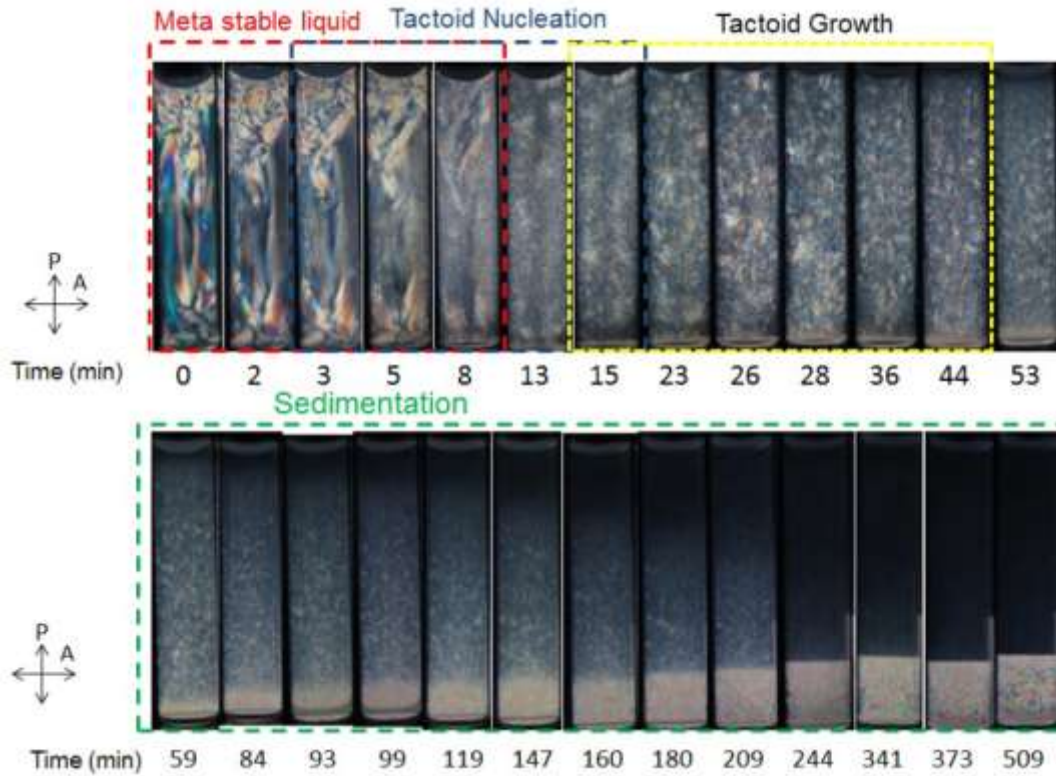 Meta stable liquid Tactoid Nucleation Tactoid Growth
P
A
Time (min) 0 2 3 5 8 13 15 23 26 28 36 44 53
Sedimentation
P
A
Time (min) 59 84 93 99 119 147 160 180 209 244 341 373 509